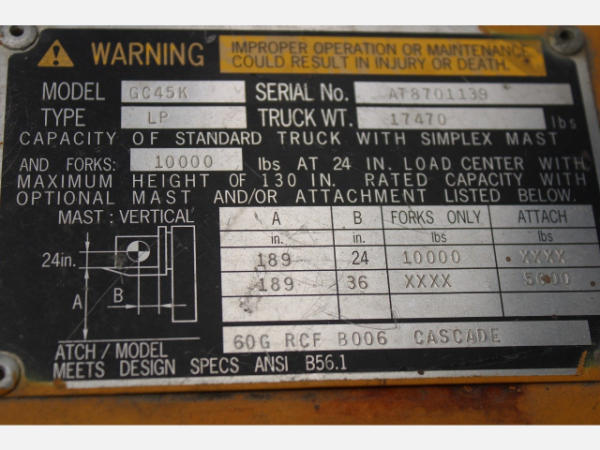 WARNING
IMPROPER OPERATION OR MAINTENANCE
COULD RESULT IN INJURY OR DEATH.
MODEL GC45K SERIAL No. AT8701139
TYPE LP TRUCK WT. 17470 lbs
CAPACITY OF STANDARD TRUCK WITH SIMPLEX MAST
AND FORKS: 10000 lbs AT 24 IN. LOAD CENTER WITH
MAXIMUM HEIGHT OF 130 IN. RATED CAPACITY WITH
OPTIONAL MAST AND/OR ATTACHMENT LISTED BELOW.
MAST : VERTICAL A B FORKS ONLY ATTACH
in. in. lbs lbs
24in. 189 24 10000 XXXX
A B 189 36 XXXX
60G RCF B006 CASCADE
ATCH / MODEL
MEETS DESIGN SPECS ANSI B56.1